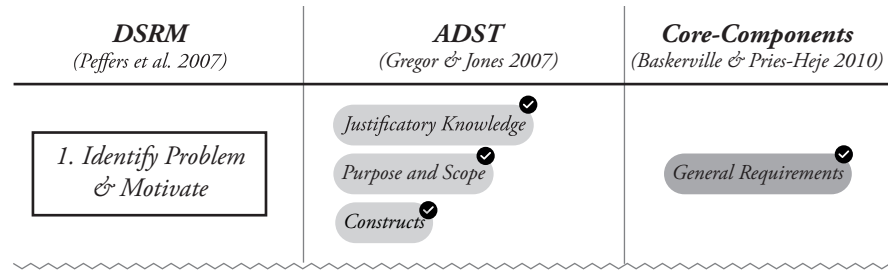 DSRM
(Peffers et al. 2007)
ADST
(Gregor & Jones 2007)
Core-Components
(Baskerville & Pries-Heje 2010)
1. Identify Problem
& Motivate
Justificatory Knowledge
Purpose and Scope
Constructs
General Requirements